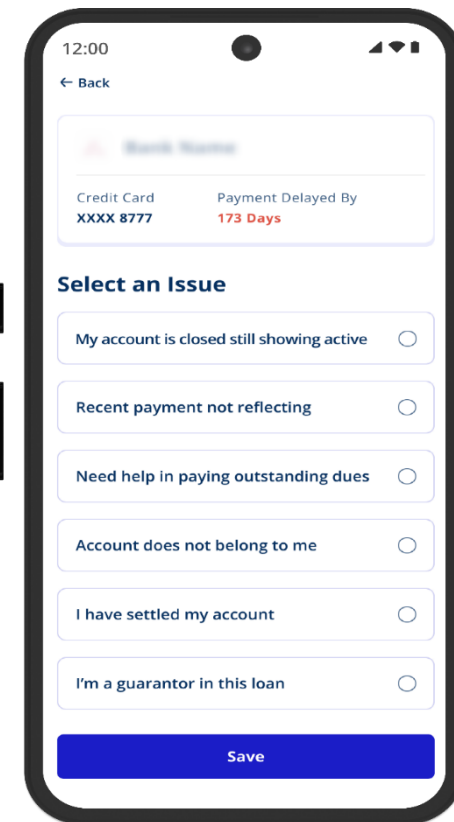 12:00
← Back
Bank Name
Credit Card Payment Delayed By
XXXX 8777 173 Days
Select an Issue
My account is closed still showing active
Recent payment not reflecting
Need help in paying outstanding dues
Account does not belong to me
I have settled my account
I'm a guarantor in this loan
Save